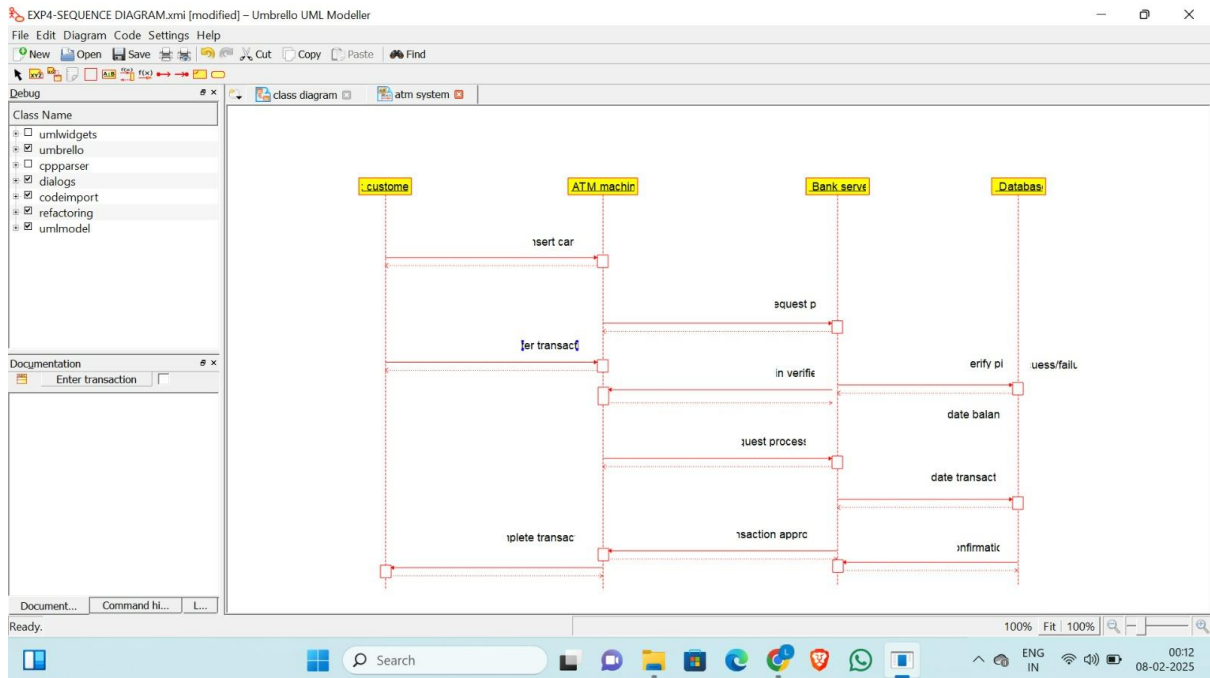 EXP4-SEQUENCE DIAGRAM.xmi [modified] – Umbrello UML Modeller
File Edit Diagram Code Settings Help
New Open Save Cut Copy Paste Find
Debug
class diagram
atm system
Class Name
umlwidgets
umbrello
cppparser
dialogs
codeimport
refactoring
umlmodel
: custome
ATM machin
Bank serve
Databas
nsert car
equest p
er transact
erify pi
uess/failu
in verifie
date balan
quest process
date transact
nsaction appro
nplete transac
onfirmatic
Documentation
Enter transaction
Document... Command hi... L...
Ready.
100% Fit 100%
Search
ENG
IN
00:12
08-02-2025